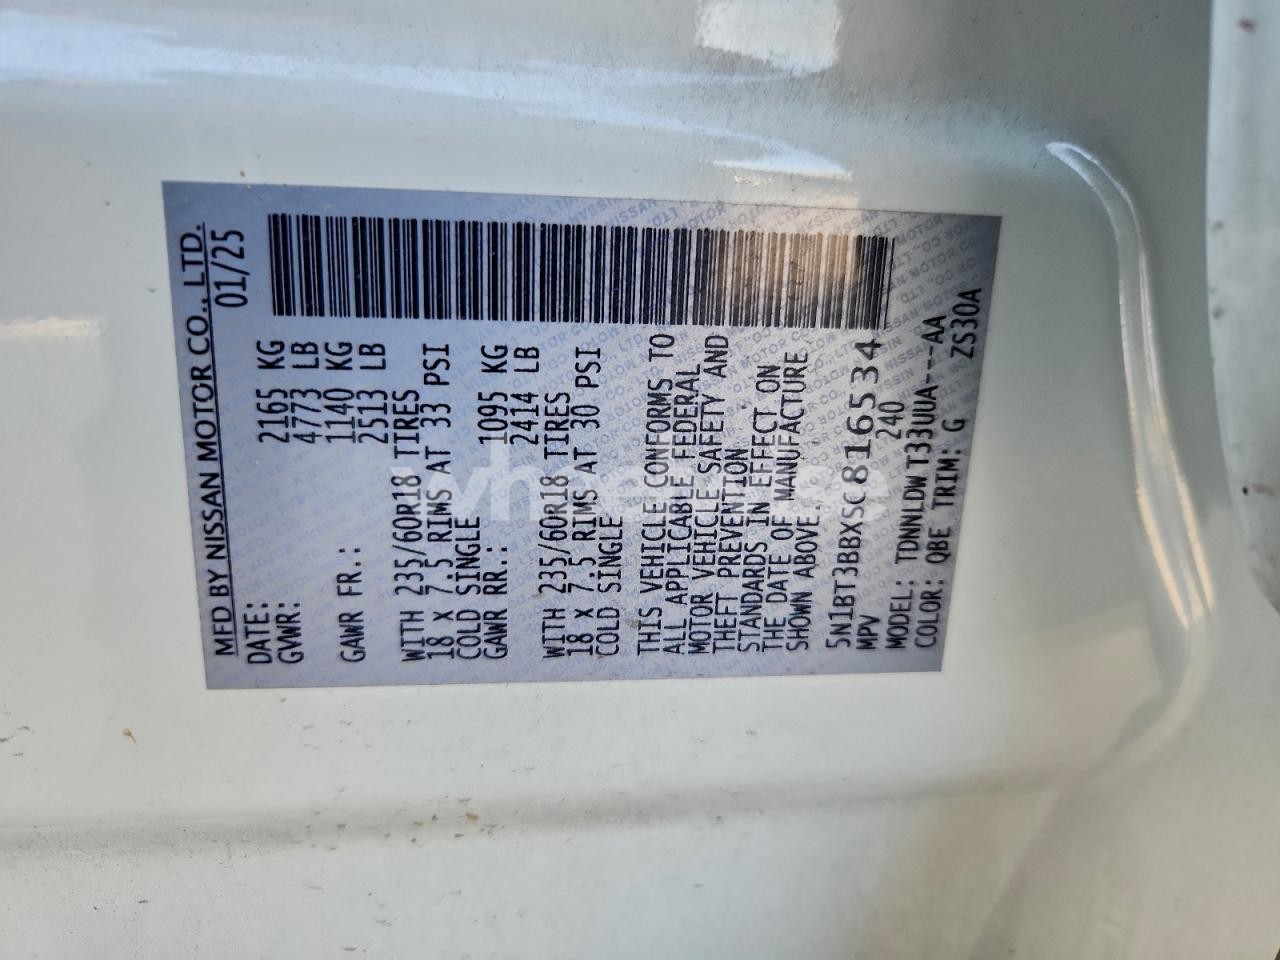 MFD BY NISSAN MOTOR CO., LTD.
DATE: 01/25
GVWR: 2165 KG
4773 LB
GAWR FR.: 1140 KG
2513 LB
WITH 235/60R18 TIRES
18 X 7.5 RIMS AT 33 PSI
COLD SINGLE
GAWR RR.: 1095 KG
2414 LB
WITH 235/60R18 TIRES
18 X 7.5 RIMS AT 30 PSI
COLD SINGLE
THIS VEHICLE CONFORMS TO
ALL APPLICABLE FEDERAL
MOTOR VEHICLE SAFETY AND
THEFT PREVENTION
STANDARDS IN EFFECT ON
THE DATE OF MANUFACTURE
SHOWN ABOVE.
5N1BT3BBXSC816534
MPV 240
MODEL: TDNNLDWT33UUA---AA
COLOR: QBE TRIM: G ZS30A